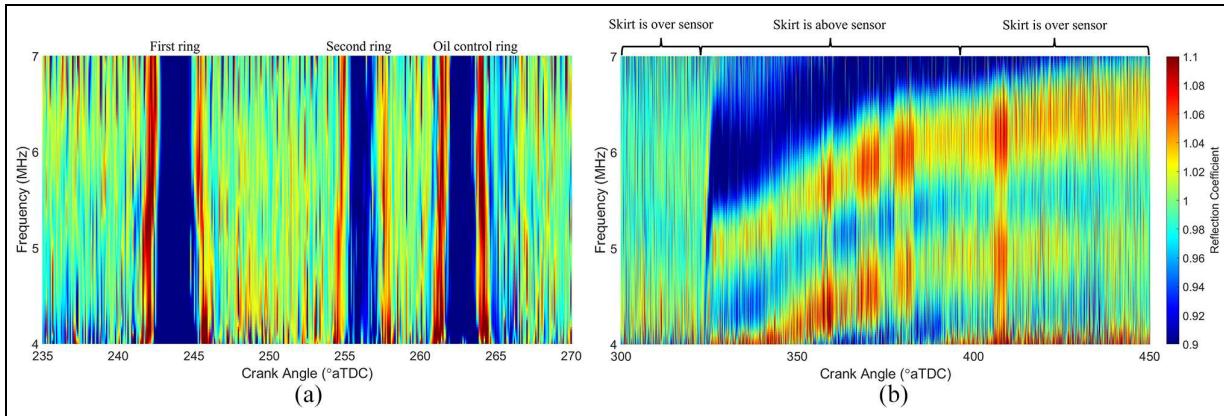 First ring Second ring Oil control ring
7
6
5
4
Frequency (MHz)
235 240 245 250 255 260 265 270
Crank Angle (°aTDC)
(a)
Skirt is over sensor Skirt is above sensor Skirt is over sensor
7
6
5
4
Frequency (MHz)
300 350 400 450
Crank Angle (°aTDC)
(b)
1.1
1.08
1.06
1.04
1.02
1
0.98
0.96
0.94
0.92
0.9
Reflection Coefficient